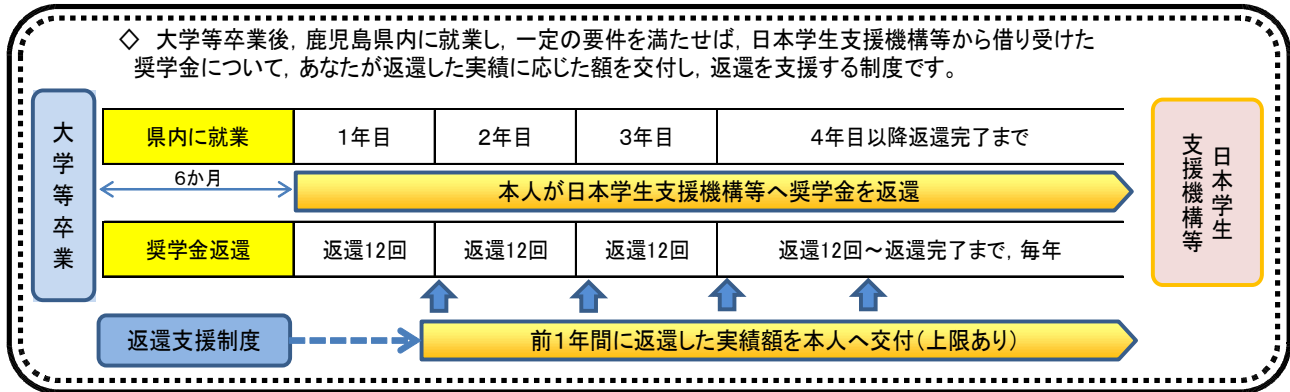 ◇ 大学等卒業後，鹿児島県内に就業し，一定の要件を満たせば，日本学生支援機構等から借り受けた
奨学金について，あなたが返還した実績に応じた額を交付し，返還を支援する制度です。
大学等卒業
県内に就業
1年目
2年目
3年目
4年目以降返還完了まで
6か月
本人が日本学生支援機構等へ奨学金を返還
奨学金返還
返還12回
返還12回
返還12回
返還12回～返還完了まで，毎年
日本学生
支援機構等
返還支援制度
前1年間に返還した実績額を本人へ交付（上限あり）